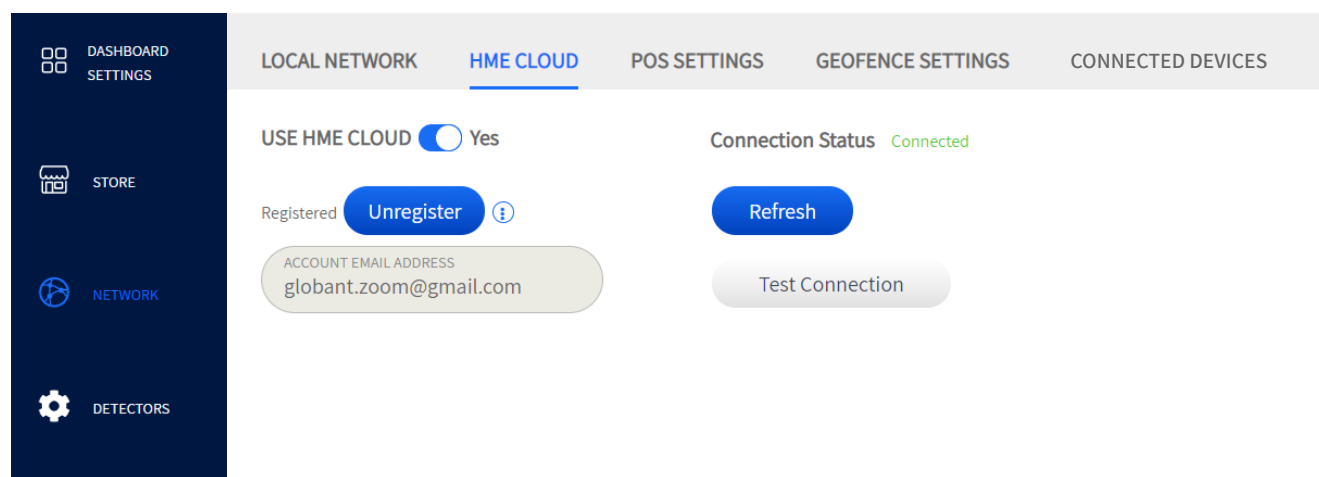 DASHBOARD
SETTINGS
STORE
NETWORK
DETECTORS
LOCAL NETWORK HME CLOUD POS SETTINGS GEOFENCE SETTINGS CONNECTED DEVICES
USE HME CLOUD Yes
Connection Status Connected
Registered Unregister
Refresh
ACCOUNT EMAIL ADDRESS
globant.zoom@gmail.com
Test Connection